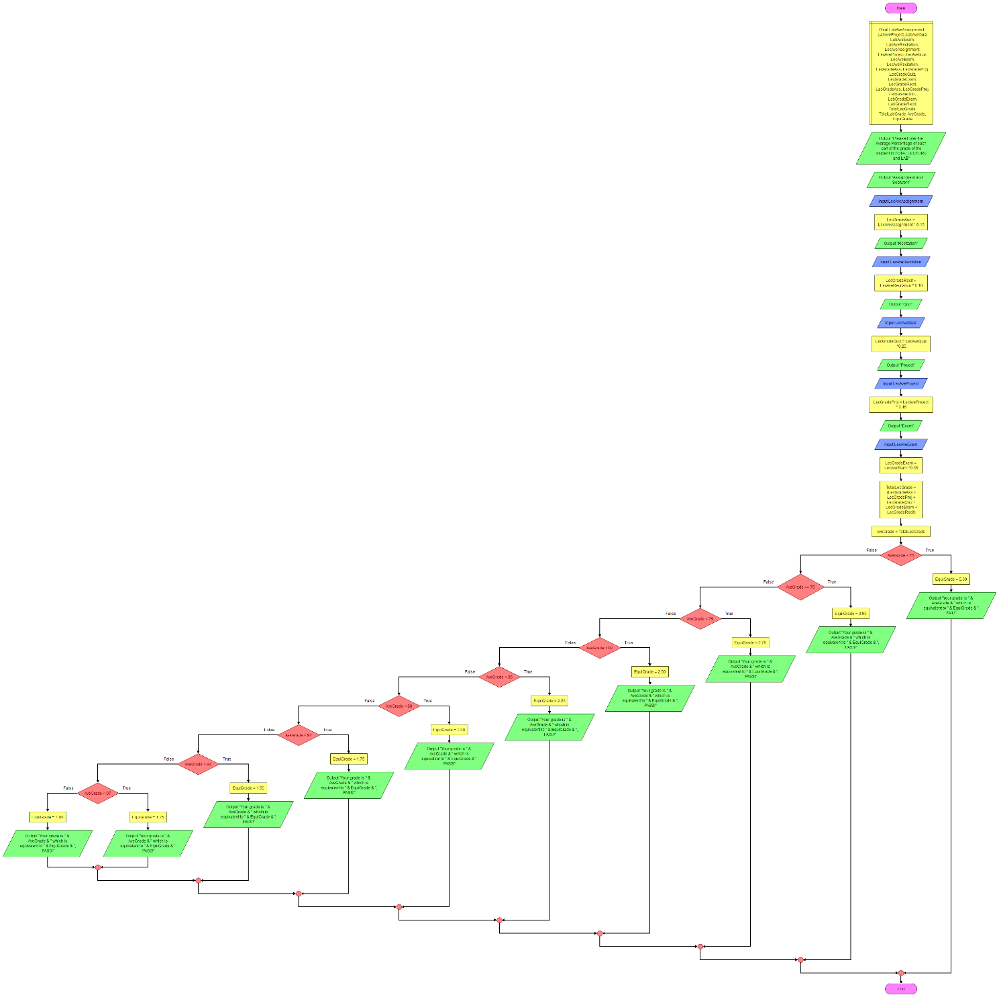 Main
Real LabAveAssignment,
LabAveProject, LabAveQuiz,
LabAveExam,
LabAveRecitation,
LecAveAssignment,
LecAveProject, LecAveQuiz,
LecAveExam,
LecAveRecitation,
LecGradeAss, LecGradeProj,
LecGradeQuiz,
LecGradeExam,
LecGradeRecit,
LabGradeAss, LabGradeProj,
LabGradeQuiz,
LabGradeExam,
LabGradeRecit,
TotalLecGrade,
TotalLabGrade, AveGrade,
EquiGrade
Output "Please Enter the
Average Percentage of each
part of the grade of the
student in TOTAL LECTURE
and LAB"
Output "Assignment and
Seatwork"
Input LecAveAssignment
LecGradeAss =
LecAveAssignment * 0.15
Output "Recitation"
Input LecAveRecitation
LecGradeRecit =
LecAveRecitation * 0.10
Output "Quiz"
Input LecAveQuiz
LecGradeQuiz = LecAveQuiz
*0.25
Output "Project"
Input LecAveProject
LecGradeProj = LecAveProject
* 0.15
Output "Exam"
Input LecAveExam
LecGradeExam =
LecAveExam *0.35
TotalLecGrade =
(LecGradeAss +
LecGradeProj +
LecGradeQuiz +
LecGradeExam +
LecGradeRecit)
AveGrade = TotalLecGrade
False
AveGrade < 75
True
EquiGrade = 5.00
Output "Your grade is " &
AveGrade & " which is
equivalent to " & EquiGrade & ",
FAIL!"
False
AveGrade == 75
True
EquiGrade = 3.00
Output "Your grade is " &
AveGrade & " which is
equivalent to " & EquiGrade & ",
PASS!"
False
AveGrade < 79
True
EquiGrade = 2.75
Output "Your grade is " &
AveGrade & " which is
equivalent to " & EquiGrade & ",
PASS!"
False
AveGrade < 82
True
EquiGrade = 2.50
Output "Your grade is " &
AveGrade & " which is
equivalent to " & EquiGrade & ",
PASS!"
False
AveGrade < 85
True
EquiGrade = 2.25
Output "Your grade is " &
AveGrade & " which is
equivalent to " & EquiGrade & ",
PASS!"
False
AveGrade < 88
True
EquiGrade = 2.00
Output "Your grade is " &
AveGrade & " which is
equivalent to " & EquiGrade & ",
PASS!"
False
AveGrade < 91
True
EquiGrade = 1.75
Output "Your grade is " &
AveGrade & " which is
equivalent to " & EquiGrade & ",
PASS!"
False
AveGrade < 94
True
EquiGrade = 1.50
Output "Your grade is " &
AveGrade & " which is
equivalent to " & EquiGrade & ",
PASS!"
False
AveGrade < 97
True
EquiGrade = 1.00
Output "Your grade is " &
AveGrade & " which is
equivalent to " & EquiGrade & ",
PASS!"
EquiGrade = 1.25
Output "Your grade is " &
AveGrade & " which is
equivalent to " & EquiGrade & ",
PASS!"
End